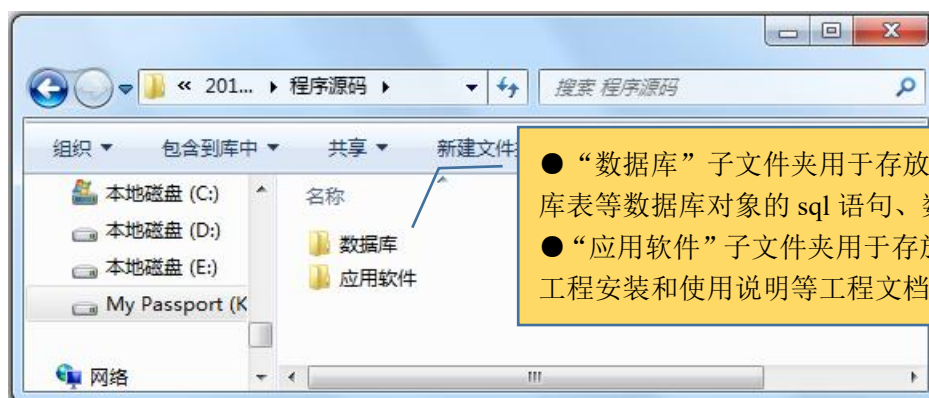 « 201... ▸ 程序源码 ▸
搜索 程序源码
组织 ▼ 包含到库中 ▼ 共享 ▼ 新建文件
本地磁盘 (C:)
本地磁盘 (D:)
本地磁盘 (E:)
My Passport (K
网络
名称
数据库
应用软件
●“数据库”子文件夹用于存放
库表等数据库对象的 sql 语句、
●“应用软件”子文件夹用于存放
工程安装和使用说明等工程文档